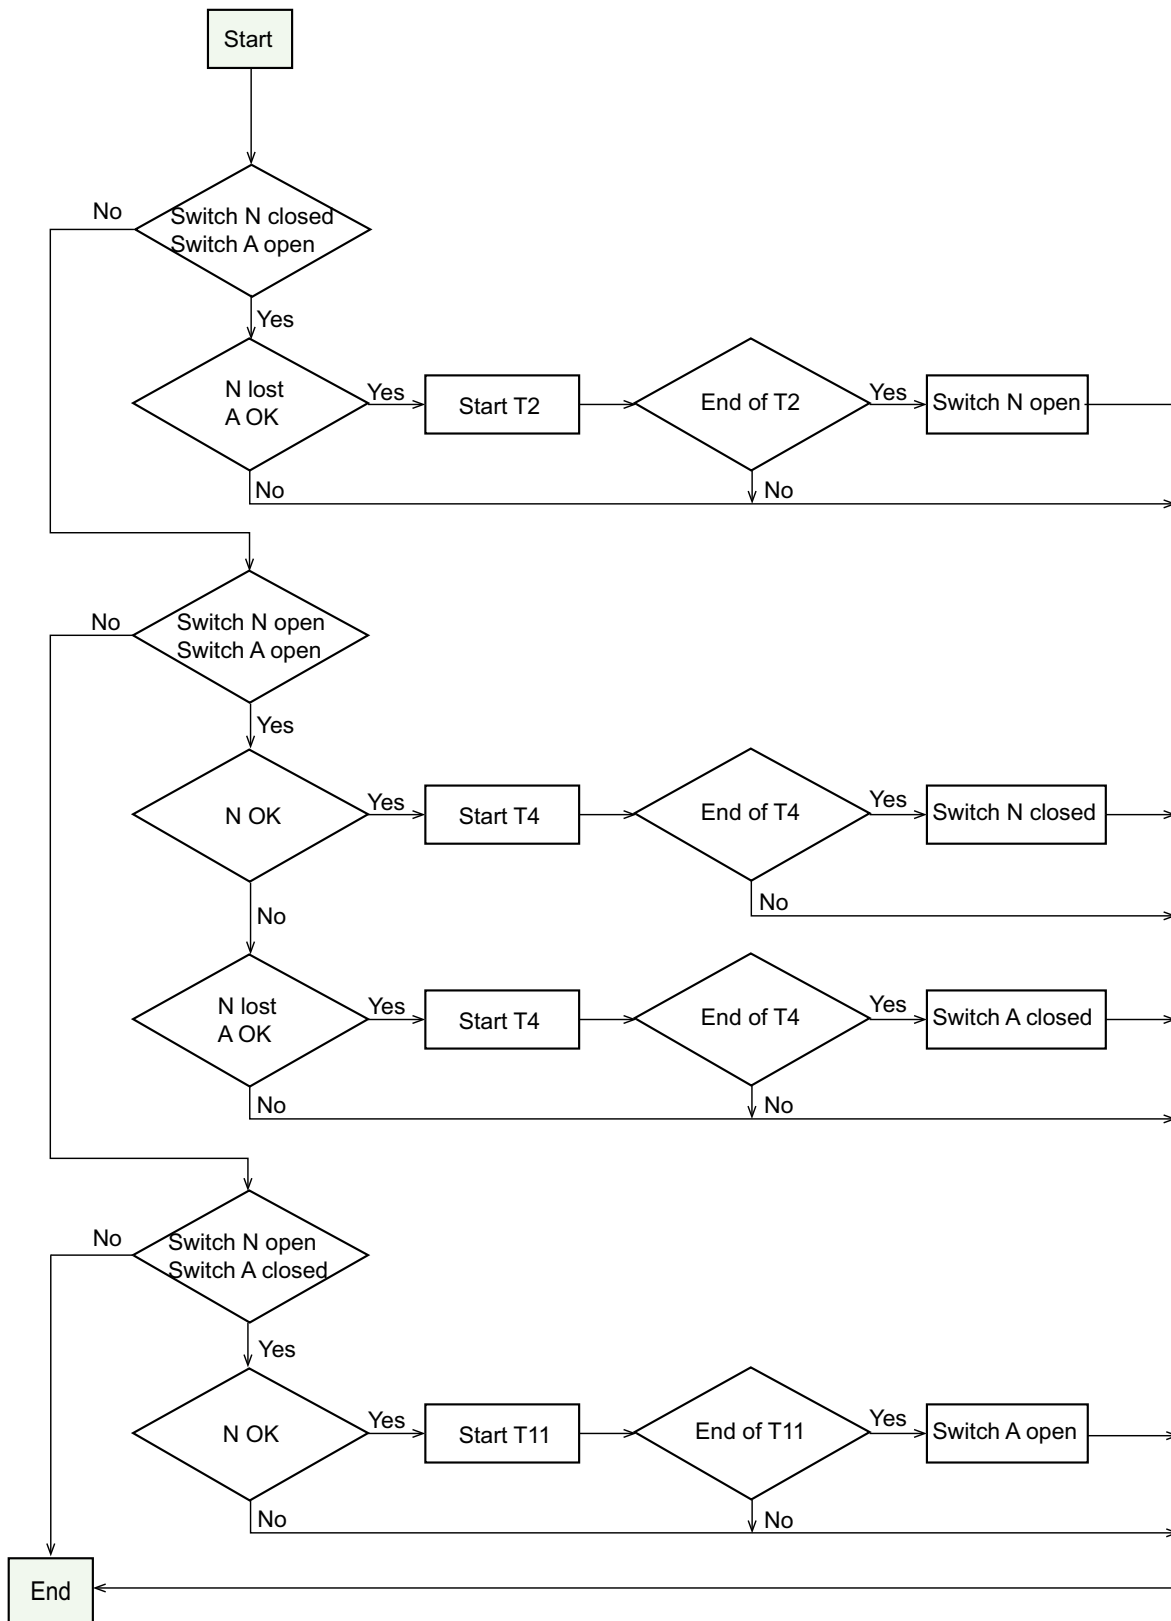 Start
No
Switch N closed
Switch A open
Yes
N lost
A OK
Yes
Start T2
End of T2
Yes
Switch N open
No
No
No
Switch N open
Switch A open
Yes
N OK
Yes
Start T4
End of T4
Yes
Switch N closed
No
No
N lost
A OK
Yes
Start T4
End of T4
Yes
Switch A closed
No
No
No
Switch N open
Switch A closed
Yes
N OK
Yes
Start T11
End of T11
Yes
Switch A open
No
No
End